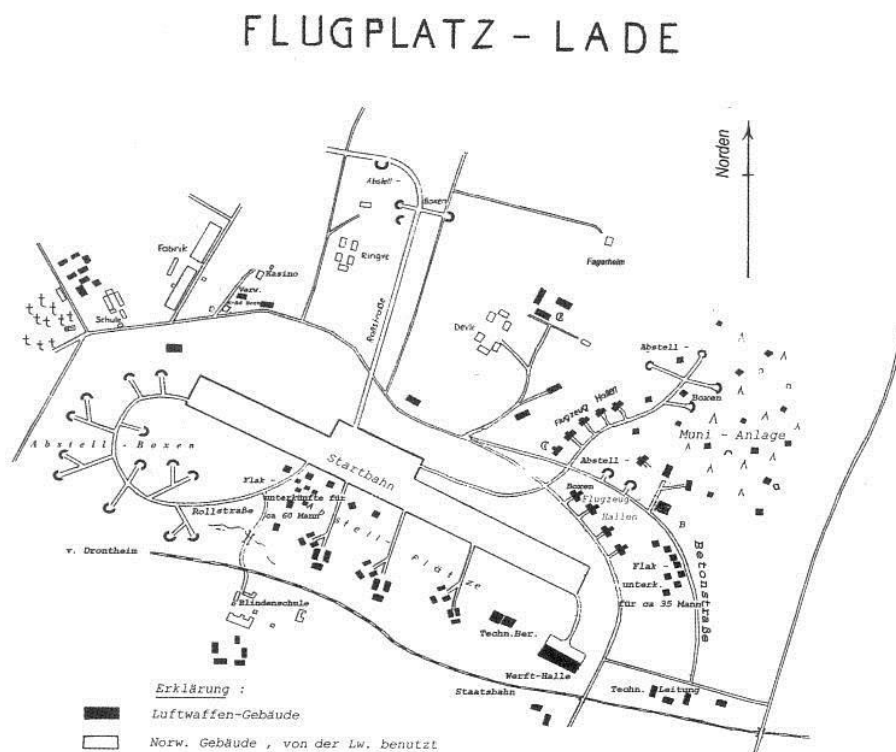 FLUGPLATZ - LADE
Norden
Abstell -
Boxen
Fabrik
Kasino
Ringve
Fagerheim
Verw.
Schule
Rollstraße
Devle
Abstell -
Flugzeug Hallen
Boxen
Muni - Anlage
Abstell - Boxen
Startbahn
Abstell -
Flak -
unterkünfte für
ca 60 Mann
Boxen
Flugzeug
Hallen
Rollstraße
Abstell - Plätze
B
Betonstraße
v. Drontheim
Flak -
unterk.
für ca 35 Mann
Blindenschule
Techn.Ber.
Werft-Halle
Staatsbahn
Techn. Leitung
Erklärung :
Luftwaffen-Gebäude
Norw. Gebäude , von der Lw. benutzt